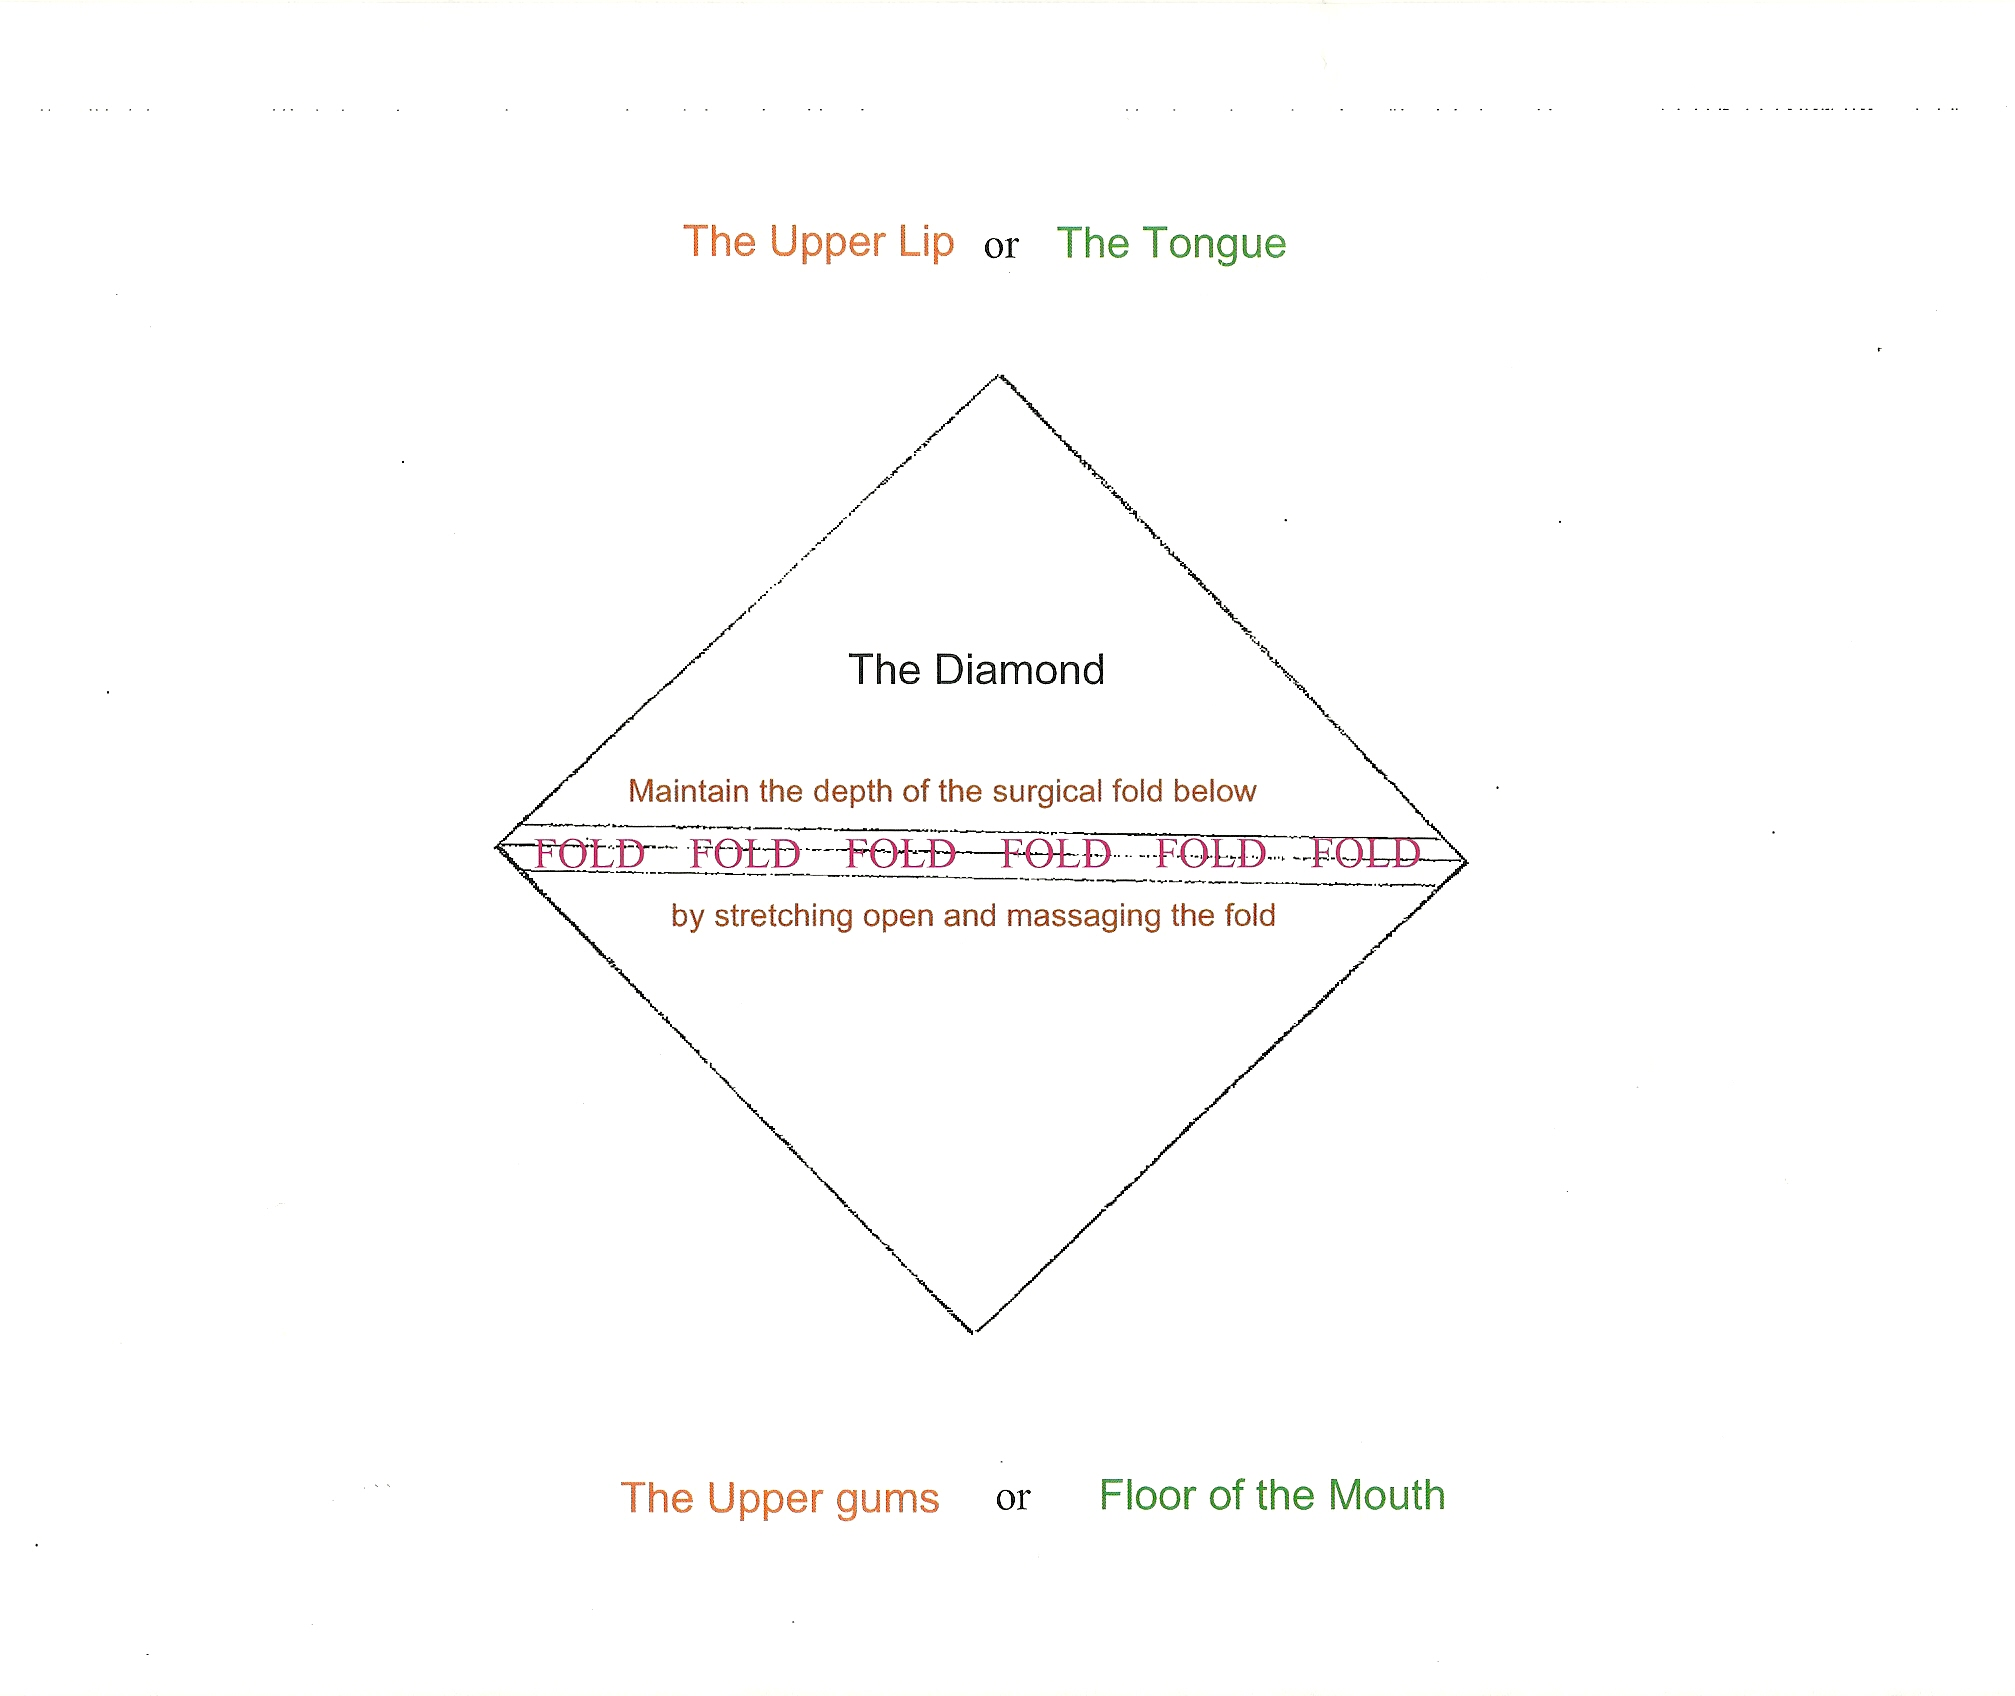 The Upper Lip or The Tongue
The Diamond
Maintain the depth of the surgical fold below
FOLD FOLD FOLD FOLD FOLD FOLD
by stretching open and massaging the fold
The Upper gums or Floor of the Mouth